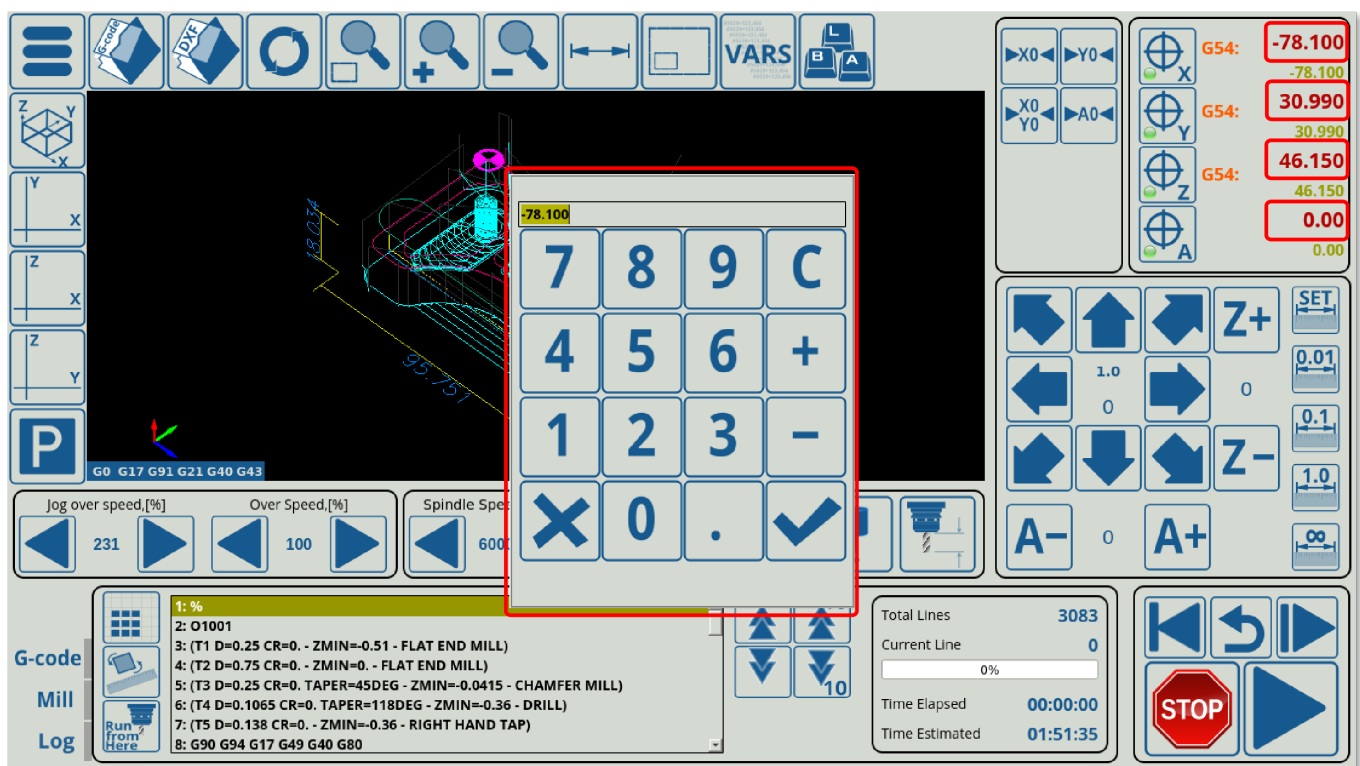 G-code
DXF
VARS
L
B
A
►X0◄
►Y0◄
►X0
Y0◄
►A0◄
X
G54:
-78.100
-78.100
Y
G54:
30.990
30.990
Z
G54:
46.150
46.150
A
0.00
0.00
Z
Y
X
Y
X
Z
X
Z
Y
P
95.751
G0 G17 G91 G21 G40 G43
-78.100
7
8
9
C
4
5
6
+
1
2
3
−
0
.
Z+
SET
0.01
1.0
0
0
0.1
Z−
1.0
A−
0
A+
∞
Jog over speed,[%]
231
Over Speed,[%]
100
Spindle Spe
600
G-code
Mill
Log
Run
from
Here
1: %
2: O1001
3: (T1 D=0.25 CR=0. - ZMIN=-0.51 - FLAT END MILL)
4: (T2 D=0.75 CR=0. - ZMIN=0. - FLAT END MILL)
5: (T3 D=0.25 CR=0. TAPER=45DEG - ZMIN=-0.0415 - CHAMFER MILL)
6: (T4 D=0.1065 CR=0. TAPER=118DEG - ZMIN=-0.36 - DRILL)
7: (T5 D=0.138 CR=0. - ZMIN=-0.36 - RIGHT HAND TAP)
8: G90 G94 G17 G49 G40 G80
10
Total Lines 3083
Current Line 0
0%
Time Elapsed 00:00:00
Time Estimated 01:51:35
STOP